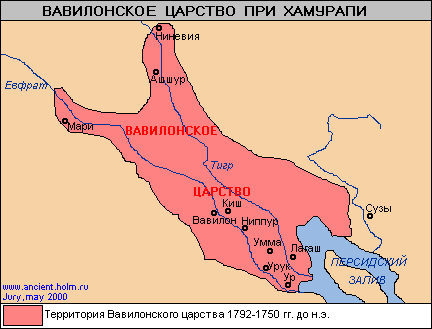 ВАВИЛОНСКОЕ ЦАРСТВО ПРИ ХАМУРАПИ
Ниневия
Ашшур
Евфрат
Мари
ВАВИЛОНСКОЕ
Тигр
ЦАРСТВО
Киш
Сузы
Вавилон
Ниппур
Умма
Лагаш
ПЕРСИДСКИЙ
Урук
Ур
ЗАЛИВ
www.ancient.holm.ru
Jury, may 2000
Территория Вавилонского царства 1792-1750 гг. до н.э.